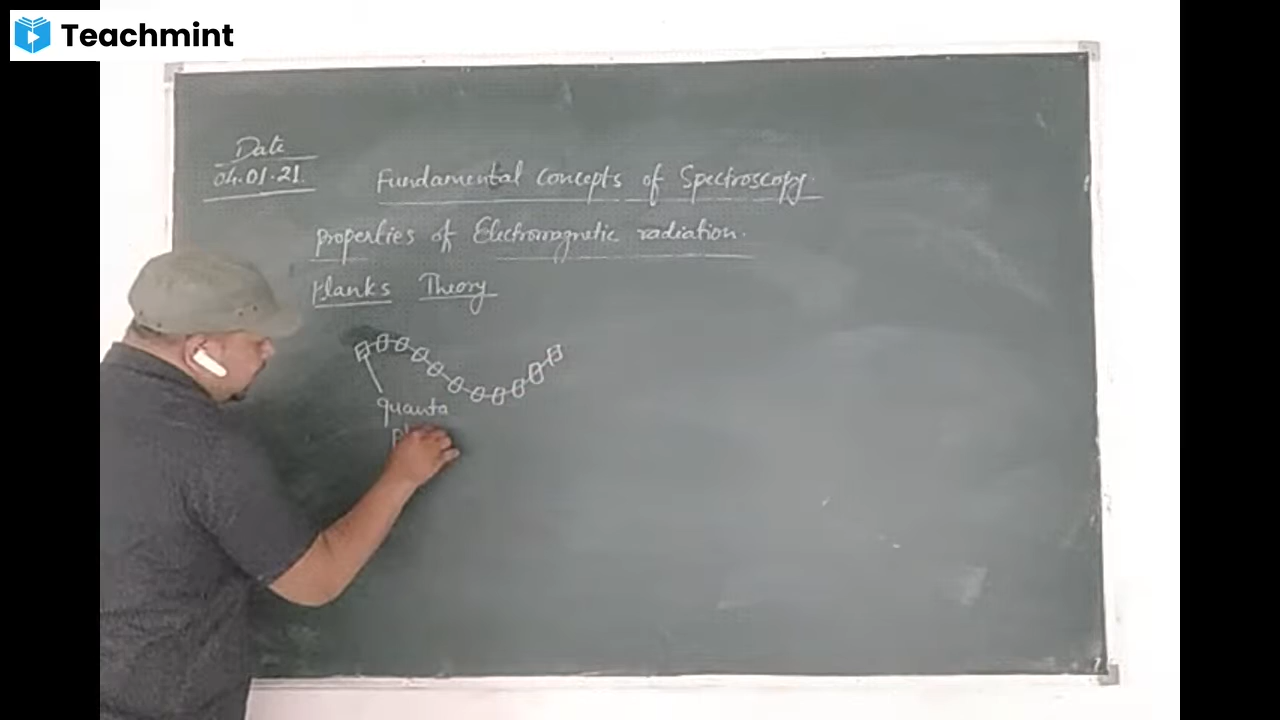 Teachmint
Date
04.01.21
Fundamental Concepts of Spectroscopy.
properties of Electromagnetic radiation.
planks Theory
quanta